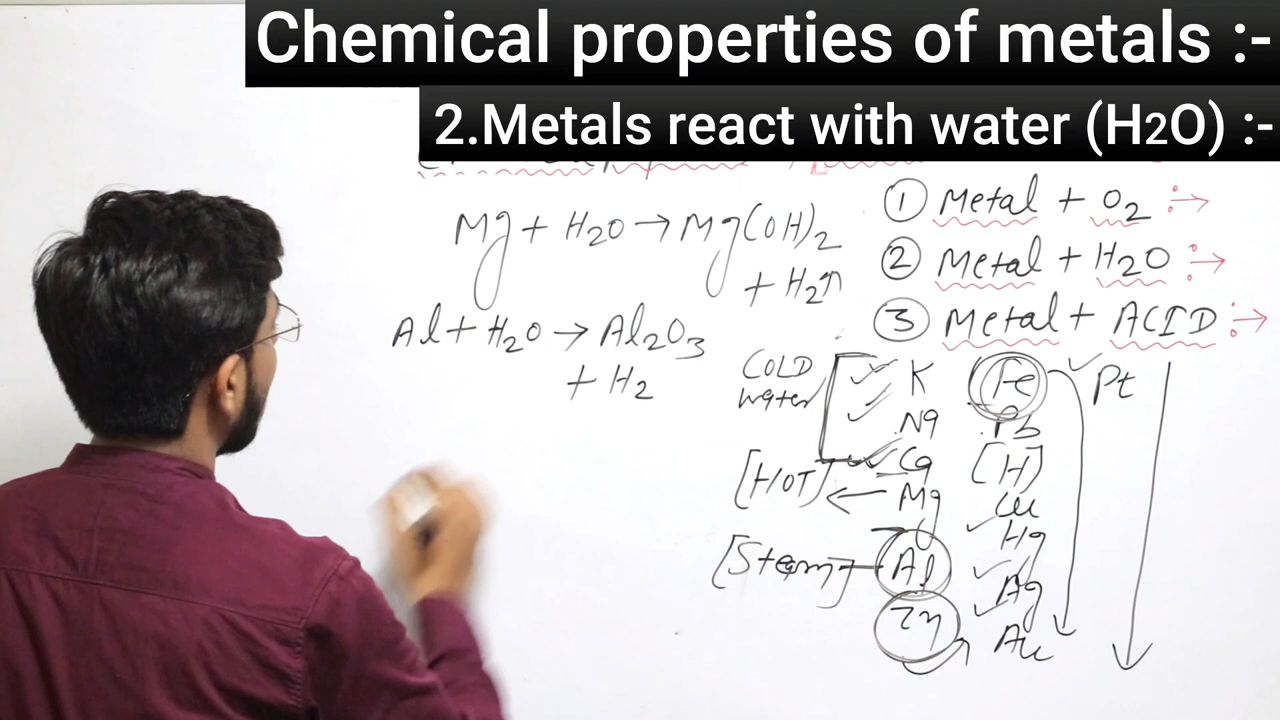 Chemical properties of metals :-
2.Metals react with water (H2O) :-
Mg + H2O → Mg(OH)2
+ H2↑
Al + H2O → Al2O3
+ H2
① Metal + O2 :→
② Metal + H2O :→
③ Metal + ACID :→
COLD
water
[HOT] ←
[Steam]
K
Na
Ca
Mg
Al
Zn
Fe
Pb
[H]
Cu
Hg
Ag
Au
Pt